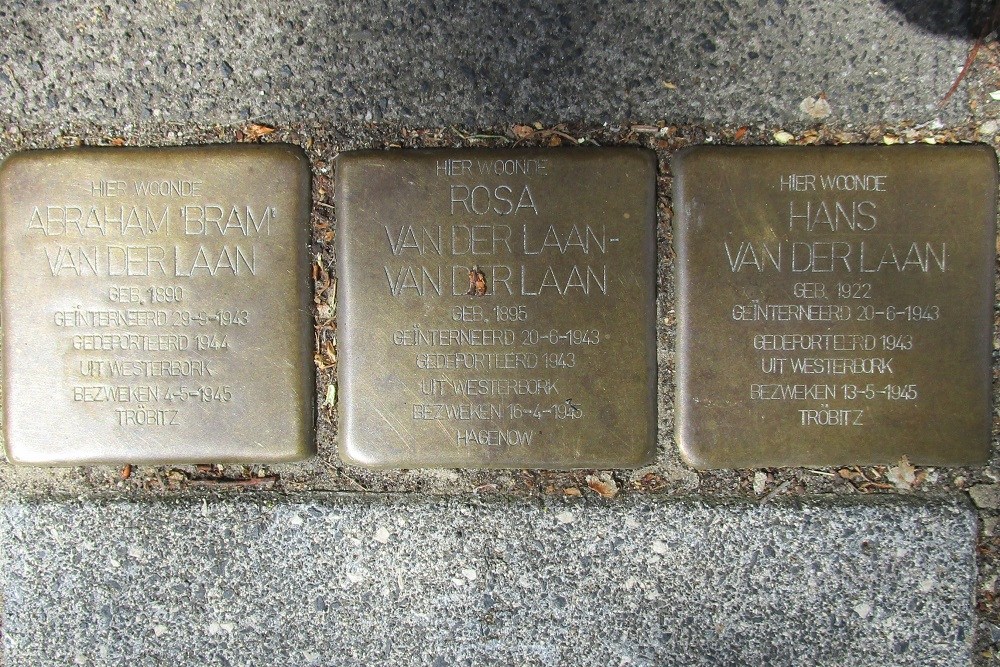 HIER WOONDE
ABRAHAM 'BRAM'
VAN DER LAAN
GEB. 1890
GEÏNTERNEERD 29-9-1943
GEDEPORTEERD 1944
UIT WESTERBORK
BEZWEKEN 4-5-1945
TRÖBITZ
HIER WOONDE
ROSA
VAN DER LAAN-
VAN DER LAAN
GEB. 1895
GEÏNTERNEERD 20-6-1943
GEDEPORTEERD 1943
UIT WESTERBORK
BEZWEKEN 16-4-1945
HAGENOW
HIER WOONDE
HANS
VAN DER LAAN
GEB. 1922
GEÏNTERNEERD 20-6-1943
GEDEPORTEERD 1943
UIT WESTERBORK
BEZWEKEN 13-5-1945
TRÖBITZ